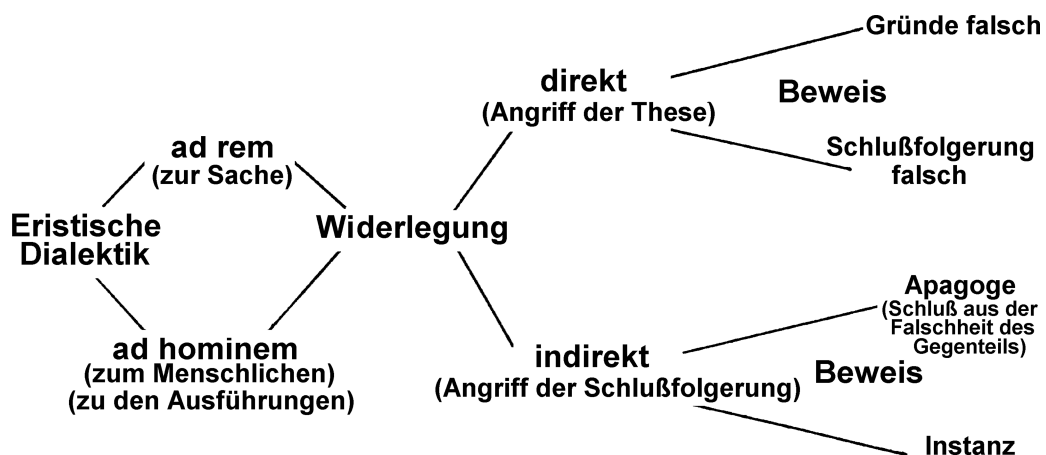 Gründe falsch
direkt
(Angriff der These)
Beweis
Schlußfolgerung
falsch
ad rem
(zur Sache)
Eristische
Dialektik
Widerlegung
ad hominem
(zum Menschlichen)
(zu den Ausführungen)
indirekt
(Angriff der Schlußfolgerung)
Apagoge
(Schluß aus der
Falschheit des
Gegenteils)
Beweis
Instanz